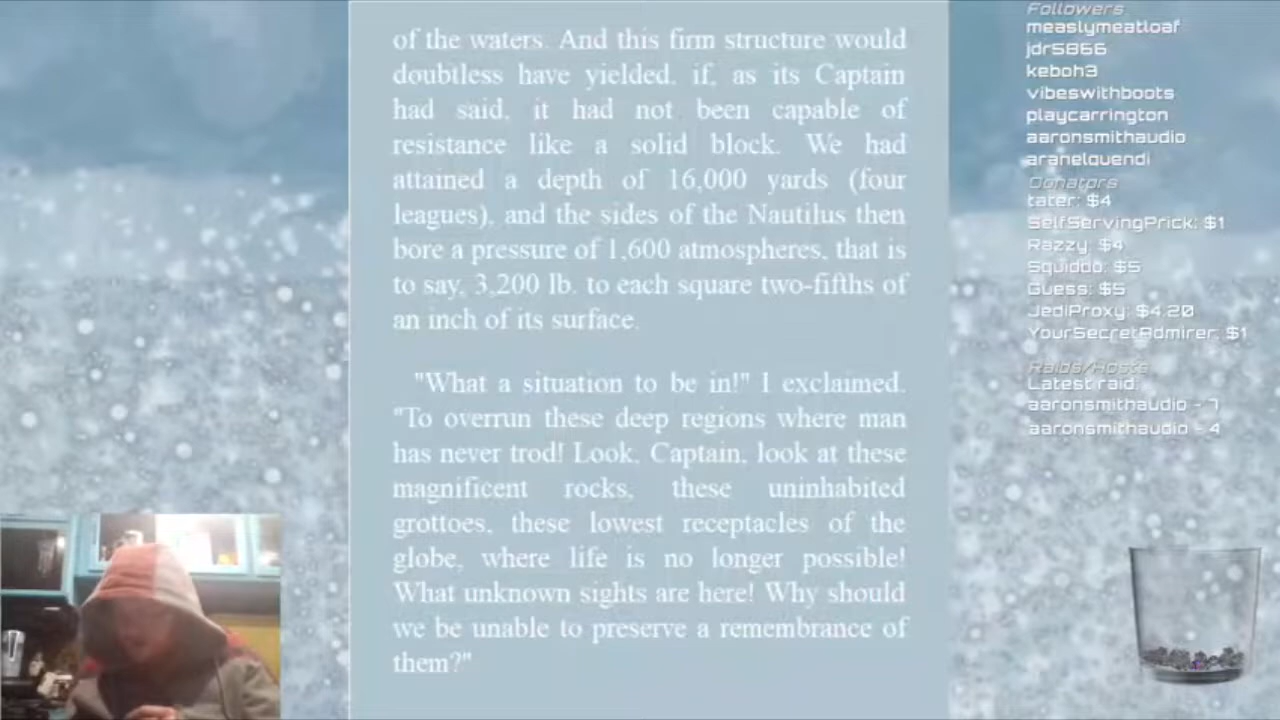 of the waters. And this firm structure would
doubtless have yielded, if, as its Captain
had said, it had not been capable of
resistance like a solid block. We had
attained a depth of 16,000 yards (four
leagues), and the sides of the Nautilus then
bore a pressure of 1,600 atmospheres, that is
to say, 3,200 lb. to each square two-fifths of
an inch of its surface.
"What a situation to be in!" I exclaimed.
"To overrun these deep regions where man
has never trod! Look, Captain, look at these
magnificent rocks, these uninhabited
grottoes, these lowest receptacles of the
globe, where life is no longer possible!
What unknown sights are here! Why should
we be unable to preserve a remembrance of
them?"
Followers
measlymeatloaf
jdr5866
keboh3
vibeswithboots
playcarrington
aaronsmithaudio
aranelquendi
Donators
tater: $4
SelfServingPrick: $1
Razzy: $4
Squiddo: $5
Guess: $5
JediProxy: $4.20
YourSecretAdmirer: $1
Raids/Hosts
Latest raid:
aaronsmithaudio - 7
aaronsmithaudio - 4